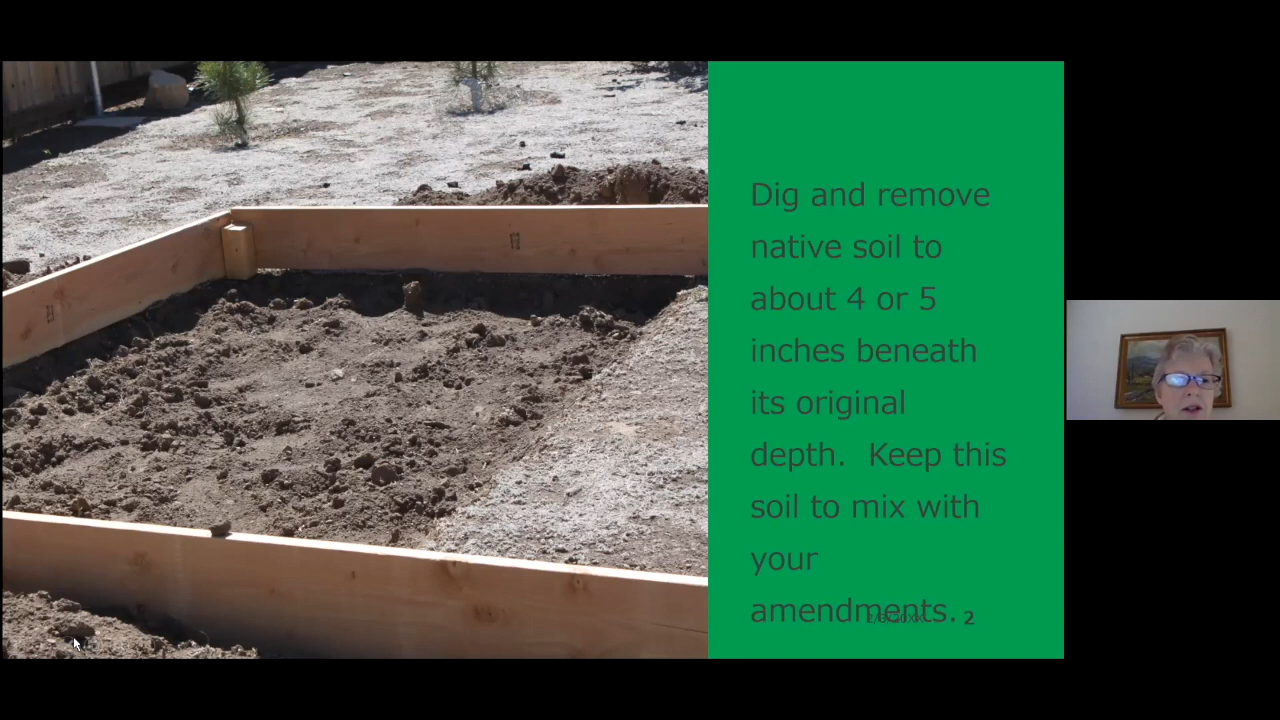 Dig and remove
native soil to
about 4 or 5
inches beneath
its original
depth.  Keep this
soil to mix with
your
amendments.
2